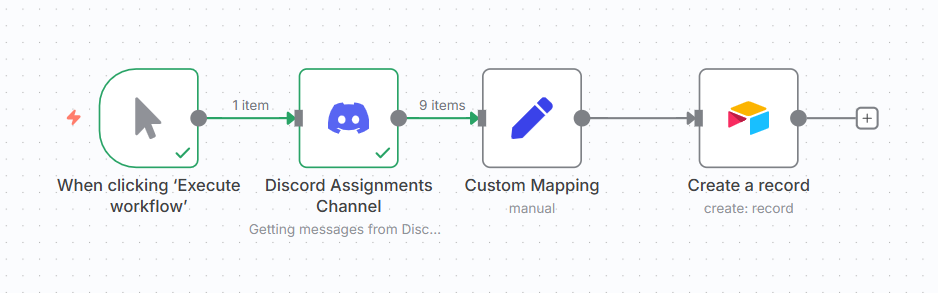 1 item
9 items
When clicking ‘Execute
workflow’
Discord Assignments
Channel
Getting messages from Disc...
Custom Mapping
manual
Create a record
create: record